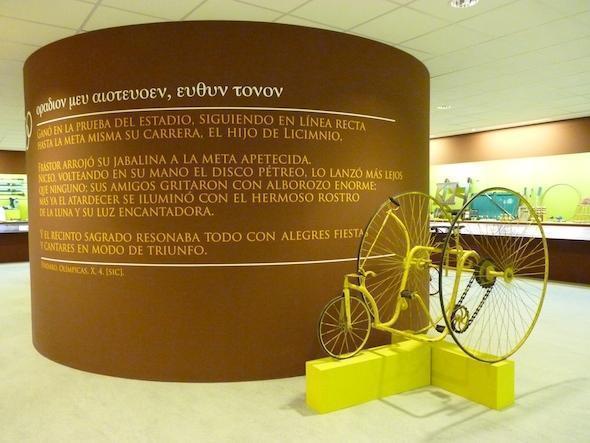 οραδιον μευ αιοτευοεν, ευθυν τονον
GANÓ EN LA PRUEBA DEL ESTADIO, SIGUIENDO EN LÍNEA RECTA
HASTA LA META MISMA SU CARRERA, EL HIJO DE LICIMNIO.
FRÁSTOR ARROJÓ SU JABALINA A LA META APETECIDA.
NICEO, VOLTEANDO EN SU MANO EL DISCO PÉTREO, LO LANZÓ MÁS LEJOS
QUE NINGUNO; SUS AMIGOS GRITARON CON ALBOROZO ENORME;
MAS YA EL ATARDECER SE ILUMINÓ CON EL HERMOSO ROSTRO
DE LA LUNA Y SU LUZ ENCANTADORA.
Y EL RECINTO SAGRADO RESONABA TODO CON ALEGRES FIESTA
Y CANTARES EN MODO DE TRIUNFO.
PÍNDARO, OLÍMPICAS, X, 4. [SIC].